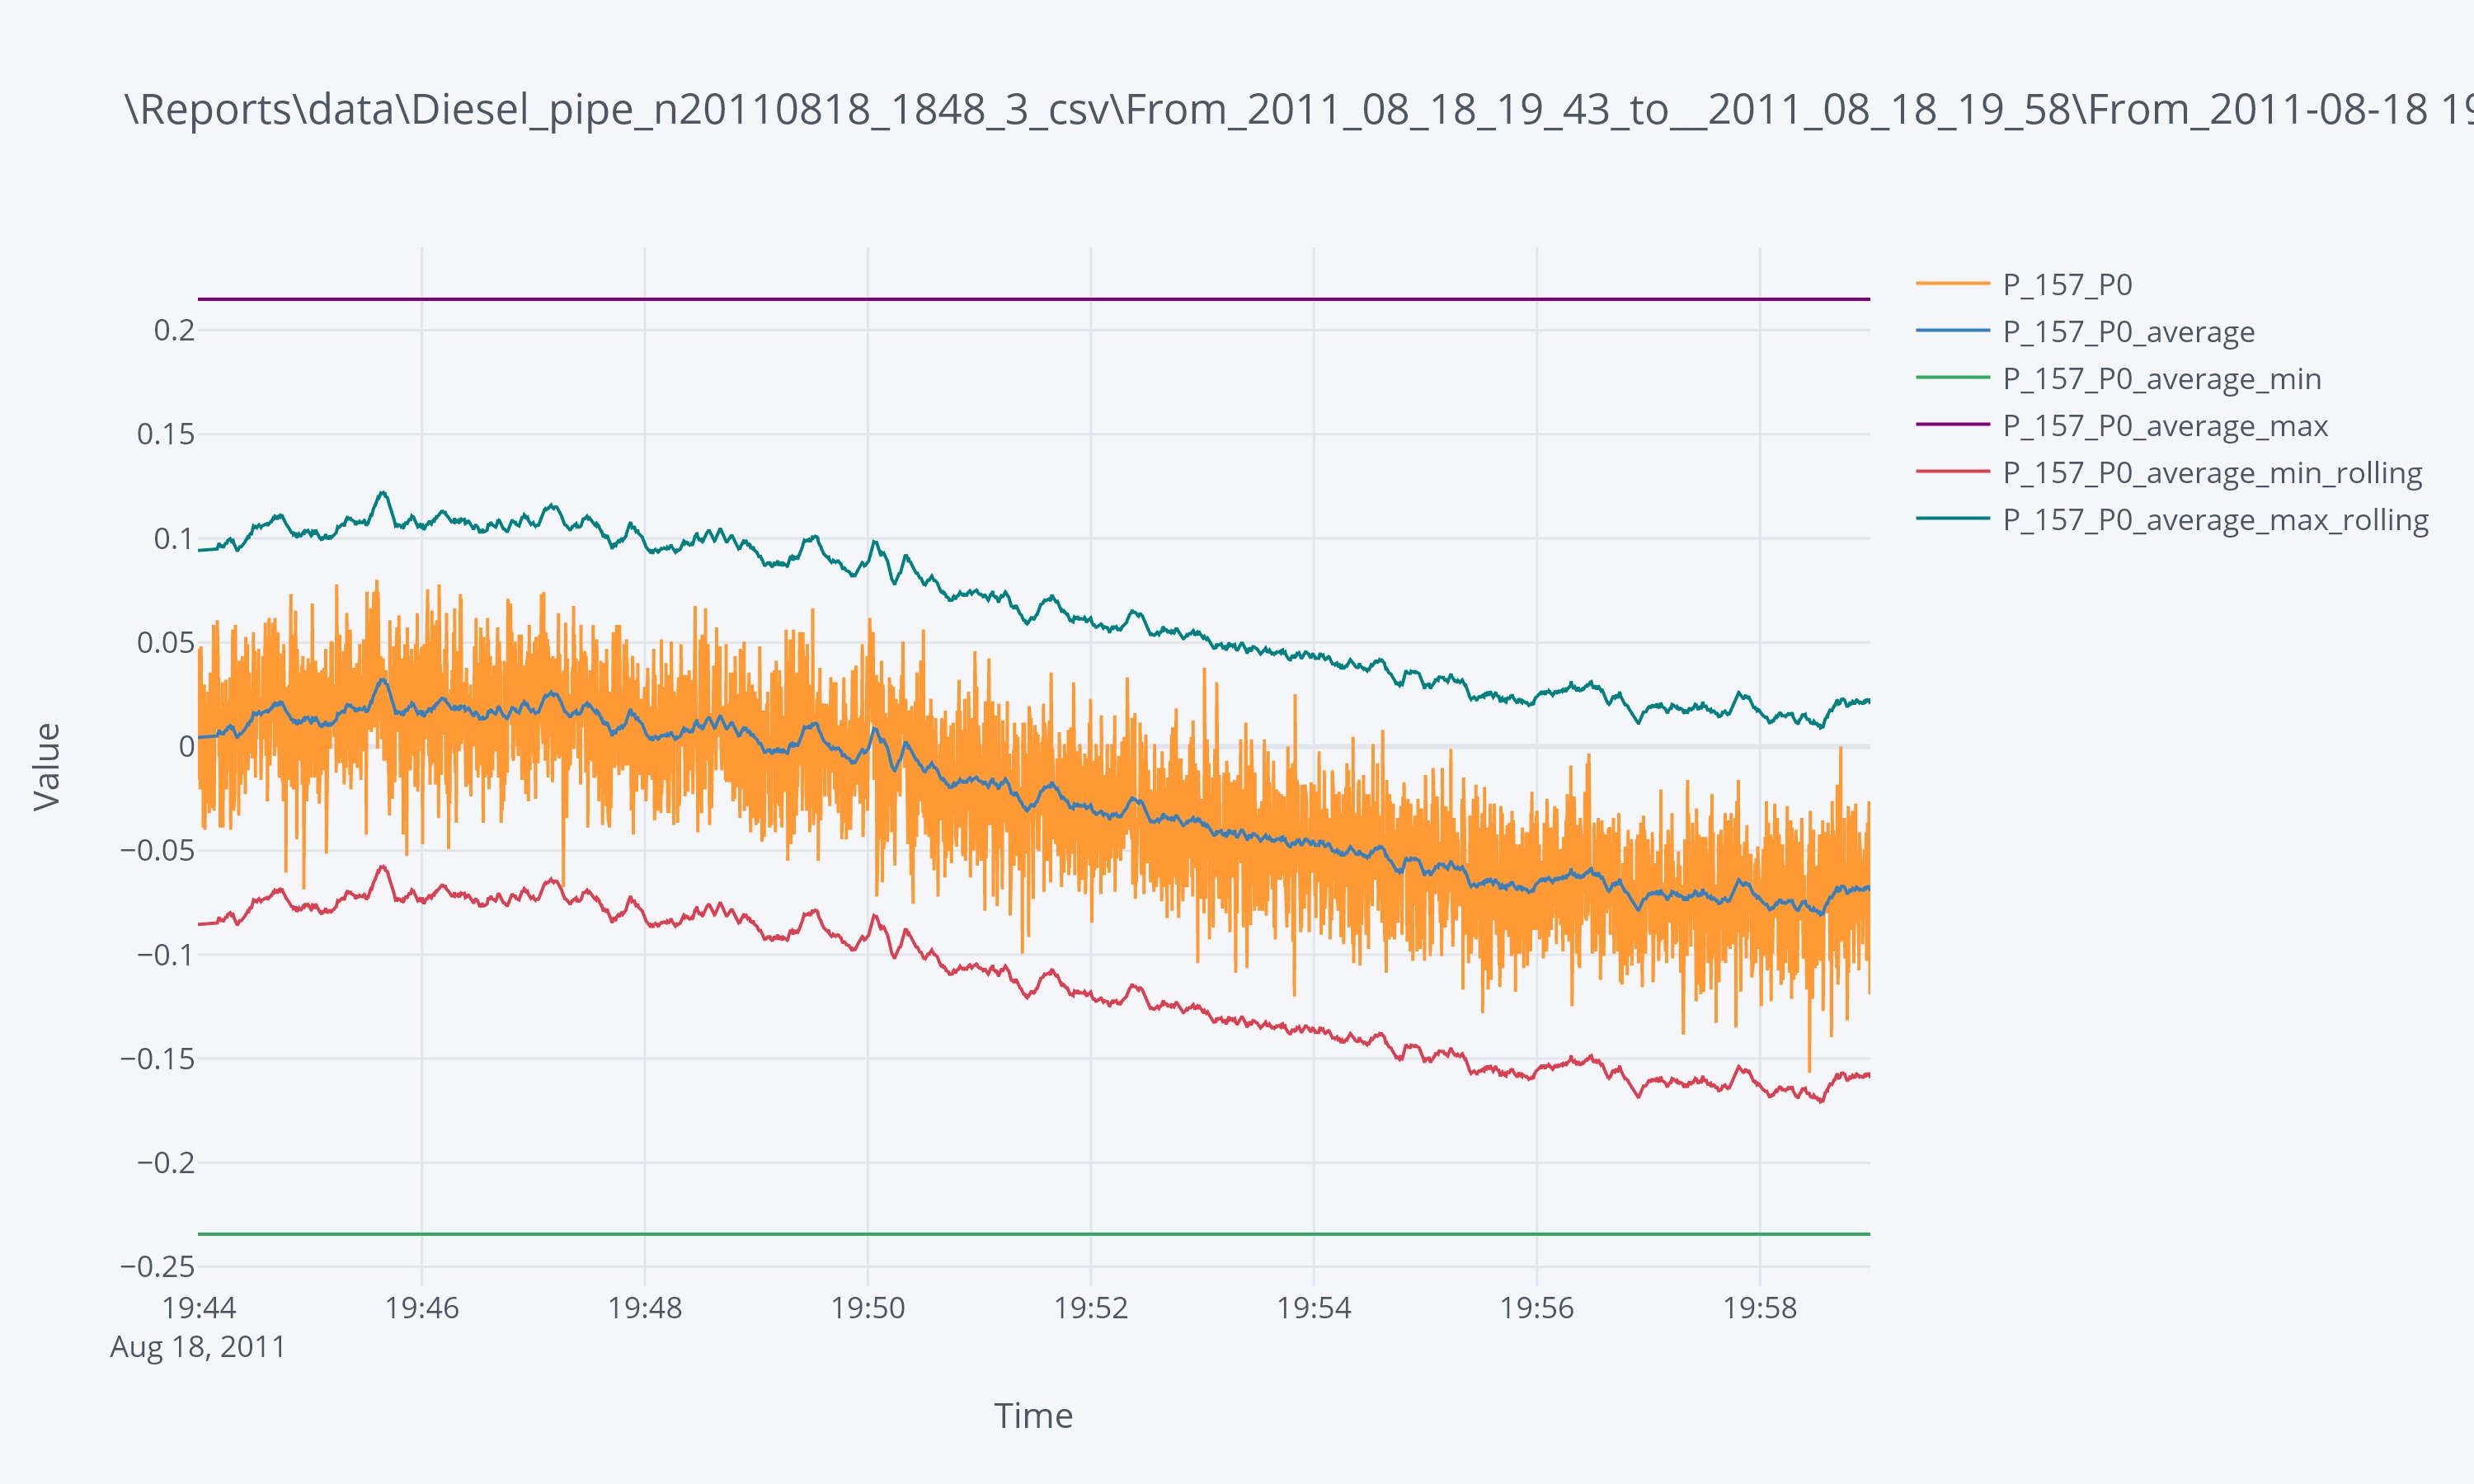 \Reports\data\Diesel_pipe_n20110818_1848_3_csv\From_2011_08_18_19_43_to__2011_08_18_19_58\From_2011-08-18 19
P_157_P0
P_157_P0_average
P_157_P0_average_min
P_157_P0_average_max
P_157_P0_average_min_rolling
P_157_P0_average_max_rolling
0.2
0.15
0.1
0.05
0
−0.05
−0.1
−0.15
−0.2
−0.25
Value
19:44 19:46 19:48 19:50 19:52 19:54 19:56 19:58
Aug 18, 2011
Time